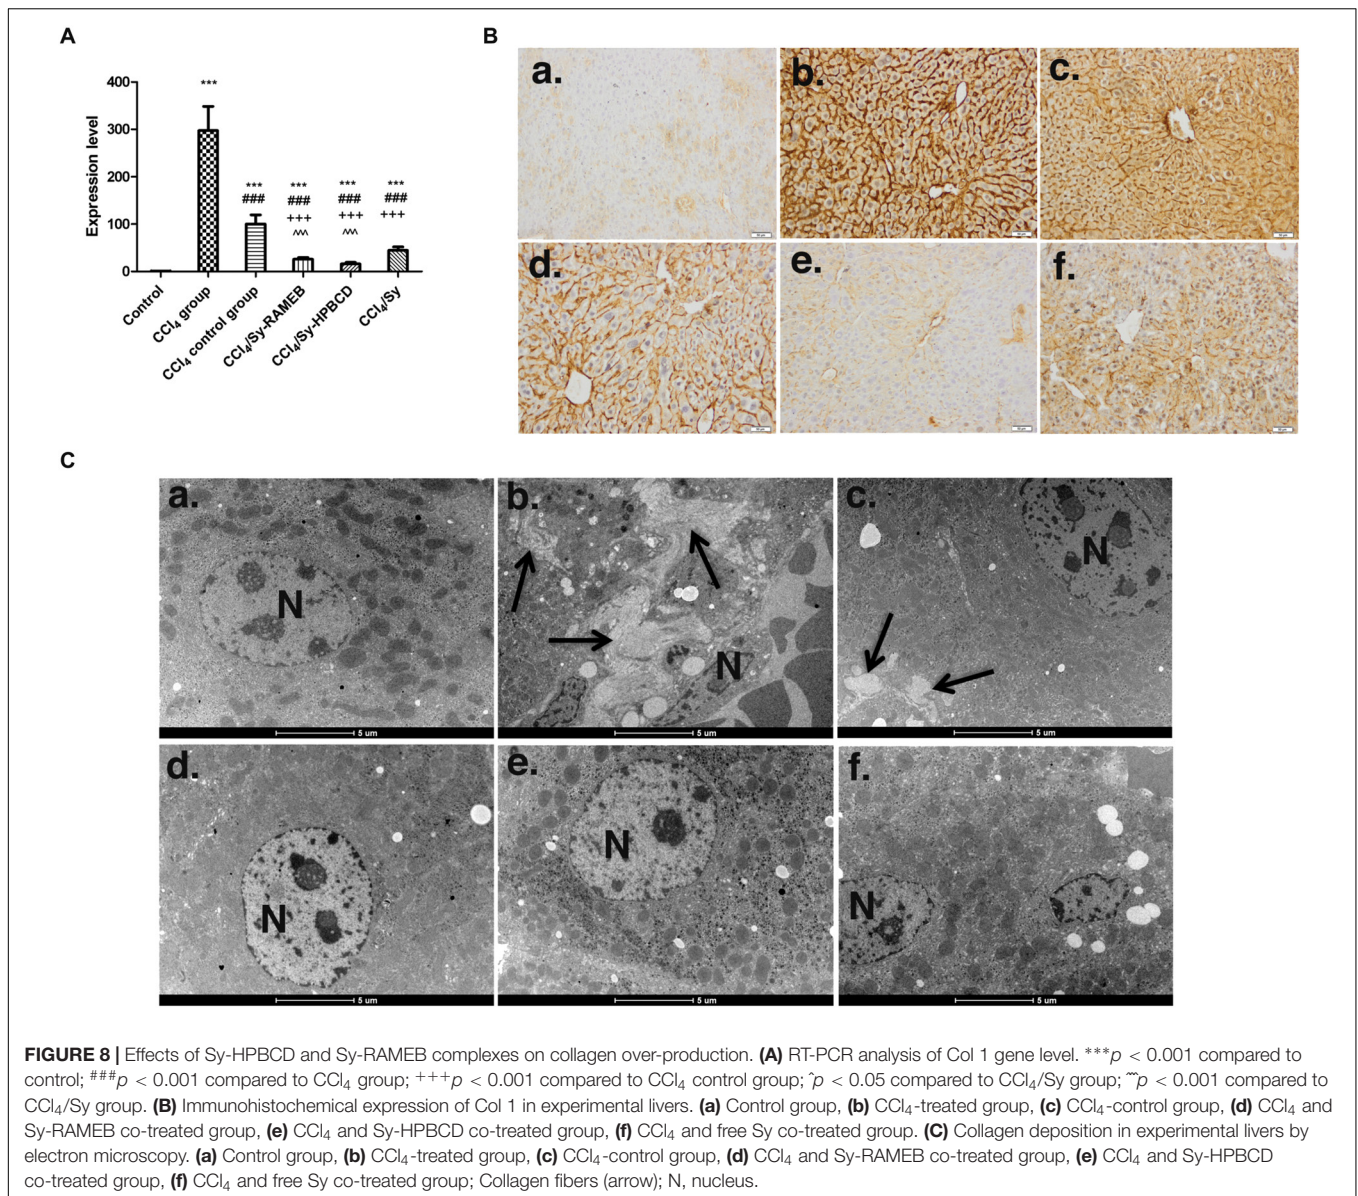 A
B
Expression level
400
300
200
100
0
***
***
###
***
###
+++
^^^
***
###
+++
^^^
***
###
+++
Control
CCl4 group
CCl4 control group
CCl4/Sy-RAMEB
CCl4/Sy-HPBCD
CCl4/Sy
a.
b.
c.
d.
e.
f.
C
a.
N
5 um
b.
N
5 um
c.
N
5 um
d.
N
5 um
e.
N
5 um
f.
N
5 um
FIGURE 8 | Effects of Sy-HPBCD and Sy-RAMEB complexes on collagen over-production. (A) RT-PCR analysis of Col 1 gene level. ***p < 0.001 compared to
control; ###p < 0.001 compared to CCl4 group; +++p < 0.001 compared to CCl4 control group; ^p < 0.05 compared to CCl4/Sy group; ^^^p < 0.001 compared to
CCl4/Sy group. (B) Immunohistochemical expression of Col 1 in experimental livers. (a) Control group, (b) CCl4-treated group, (c) CCl4-control group, (d) CCl4 and
Sy-RAMEB co-treated group, (e) CCl4 and Sy-HPBCD co-treated group, (f) CCl4 and free Sy co-treated group. (C) Collagen deposition in experimental livers by
electron microscopy. (a) Control group, (b) CCl4-treated group, (c) CCl4-control group, (d) CCl4 and Sy-RAMEB co-treated group, (e) CCl4 and Sy-HPBCD
co-treated group, (f) CCl4 and free Sy co-treated group; Collagen fibers (arrow); N, nucleus.